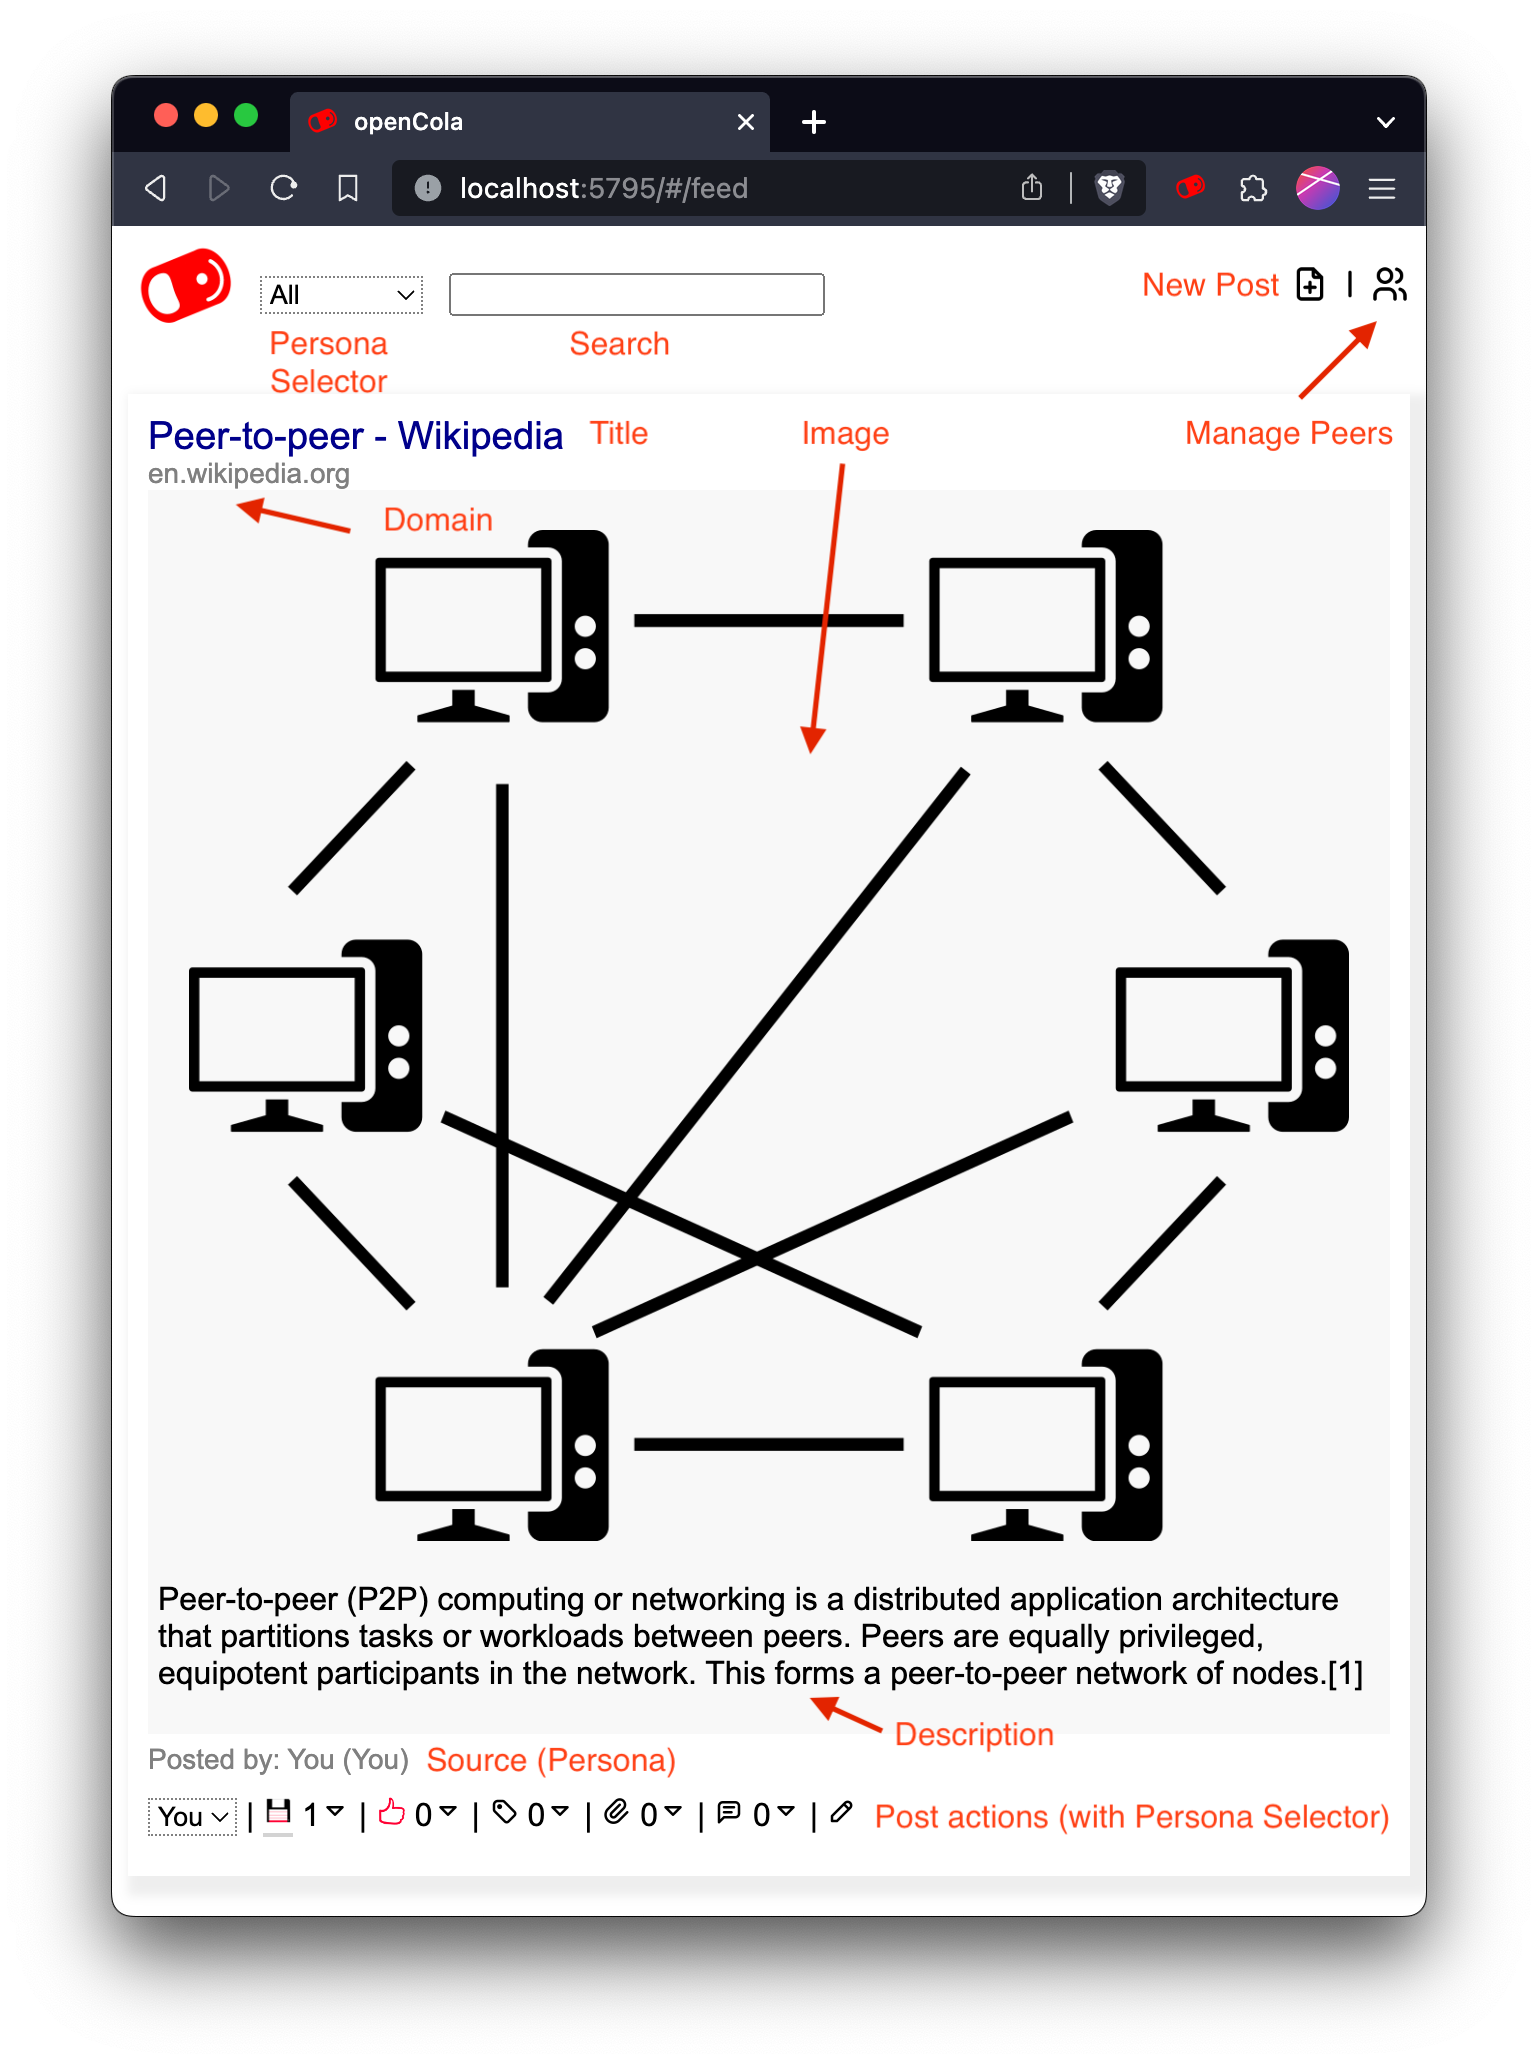 openCola
localhost:5795/#/feed
All
New Post
Persona
Selector
Search
Peer-to-peer - Wikipedia
Title
Image
Manage Peers
en.wikipedia.org
Domain
Peer-to-peer (P2P) computing or networking is a distributed application architecture
that partitions tasks or workloads between peers. Peers are equally privileged,
equipotent participants in the network. This forms a peer-to-peer network of nodes.[1]
Description
Posted by: You (You)
Source (Persona)
You | 1 | 0 | 0 | 0 | 0 |
Post actions (with Persona Selector)